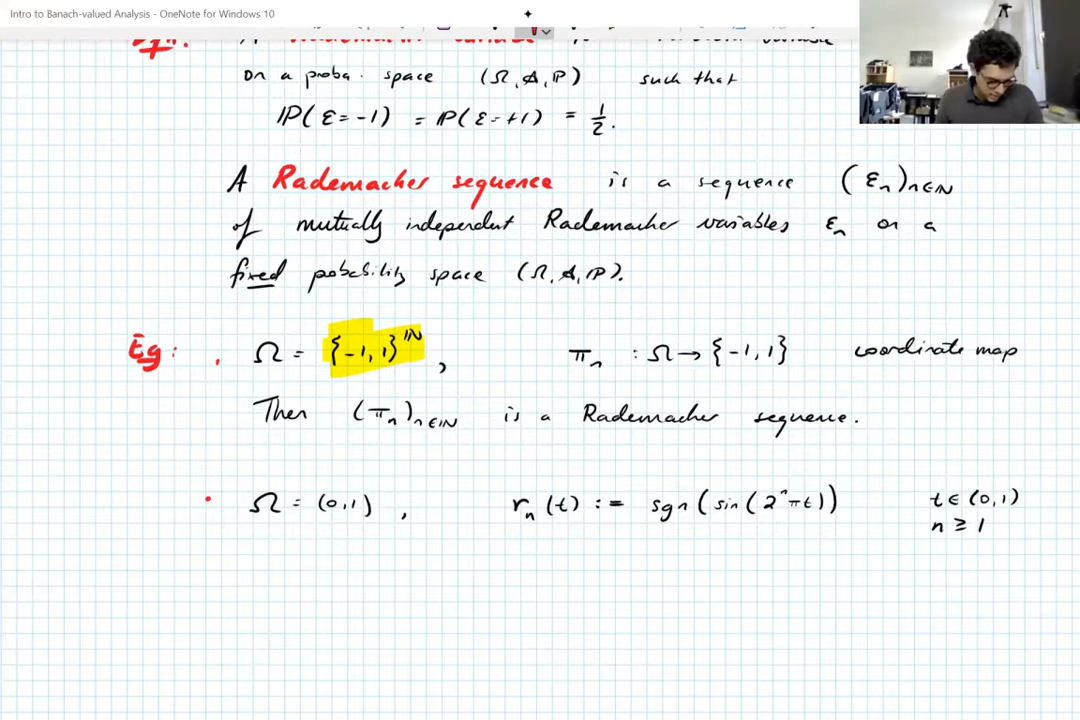 Intro to Banach-valued Analysis - OneNote for Windows 10
on a proba. space (Ω, A, ℙ) such that
ℙ(ε = -1) = ℙ(ε = +1) = 1/2.
A Rademacher sequence is a sequence (εₙ)ₙ∈ℕ
of mutually independent Rademacher variables εₙ on a
fixed probability space (Ω, A, ℙ).
Eg: . Ω = {-1, 1}^ℕ, πₙ : Ω → {-1, 1} coordinate map
Then (πₙ)ₙ∈ℕ is a Rademacher sequence.
• Ω = (0,1), rₙ(t) := sgn(sin(2ⁿπt)) t ∈ (0,1)
n ≥ 1